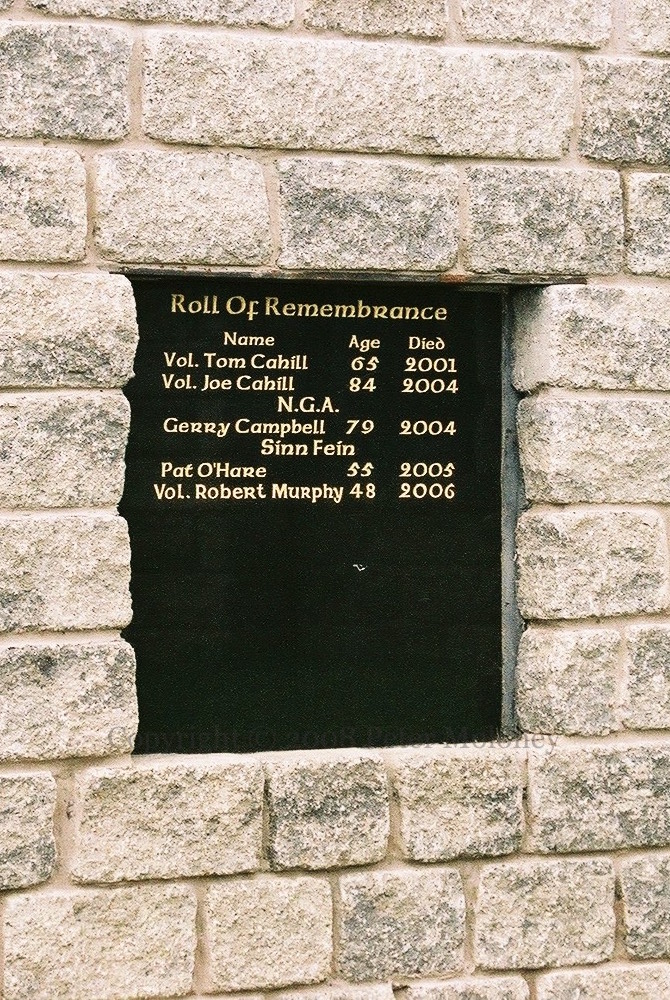 Roll Of Remembrance
Name Age Died
Vol. Tom Cahill 65 2001
Vol. Joe Cahill 84 2004
N.G.A.
Gerry Campbell 79 2004
Sinn Fein
Pat O'Hare 55 2005
Vol. Robert Murphy 48 2006
Copyright © 2008 Peter Moloney